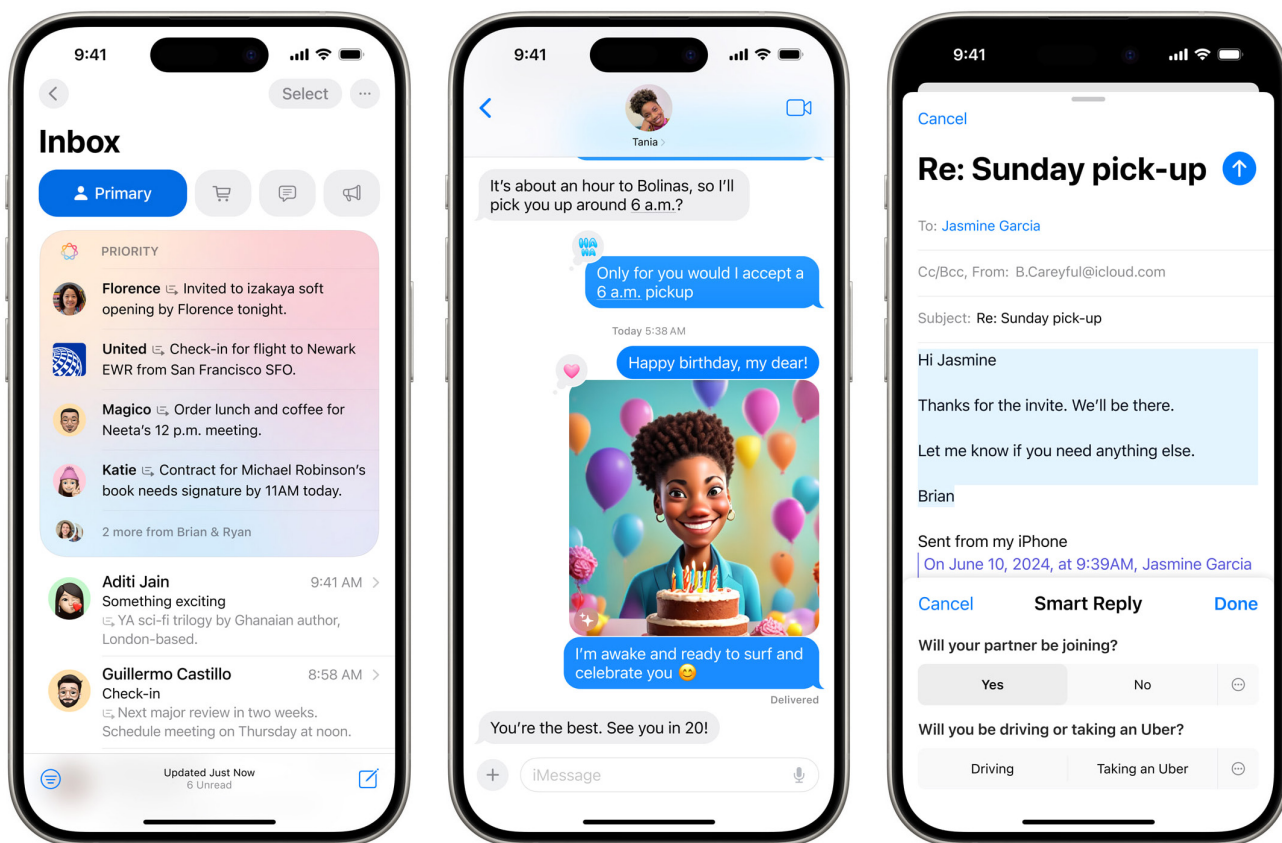 9:41
Select
Inbox
Primary
PRIORITY
Florence Invited to izakaya soft
opening by Florence tonight.
United Check-in for flight to Newark
EWR from San Francisco SFO.
Magico Order lunch and coffee for
Neeta's 12 p.m. meeting.
Katie Contract for Michael Robinson's
book needs signature by 11AM today.
2 more from Brian & Ryan
Aditi Jain 9:41 AM
Something exciting
YA sci-fi trilogy by Ghanaian author,
London-based.
Guillermo Castillo 8:58 AM
Check-in
Next major review in two weeks.
Schedule meeting on Thursday at noon.
Updated Just Now
6 Unread
9:41
Tania
It's about an hour to Bolinas, so I'll
pick you up around 6 a.m.?
HA HA
Only for you would I accept a
6 a.m. pickup
Today 5:38 AM
Happy birthday, my dear!
I'm awake and ready to surf and
celebrate you 😊
Delivered
You're the best. See you in 20!
iMessage
9:41
Cancel
Re: Sunday pick-up
To: Jasmine Garcia
Cc/Bcc, From: B.Careyful@icloud.com
Subject: Re: Sunday pick-up
Hi Jasmine
Thanks for the invite. We'll be there.
Let me know if you need anything else.
Brian
Sent from my iPhone
On June 10, 2024, at 9:39AM, Jasmine Garcia
Cancel Smart Reply Done
Will your partner be joining?
Yes No
Will you be driving or taking an Uber?
Driving Taking an Uber